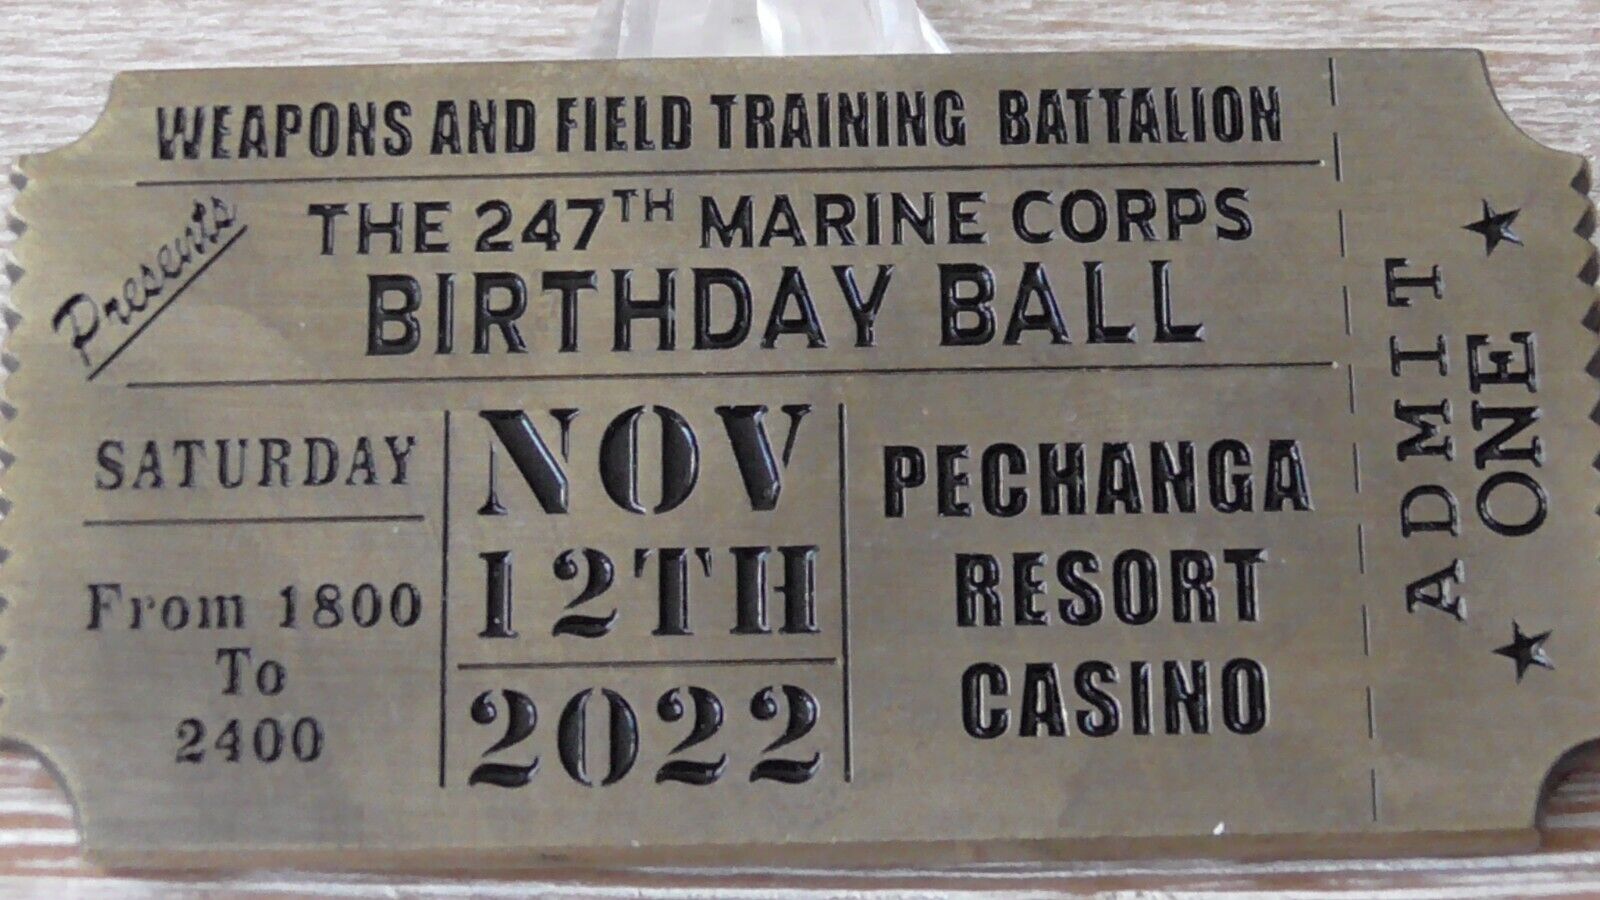 WEAPONS AND FIELD TRAINING BATTALION
Presents
THE 247TH MARINE CORPS
BIRTHDAY BALL
SATURDAY
From 1800
To
2400
NOV
12TH
2022
PECHANGA
RESORT
CASINO
ADMIT
ONE